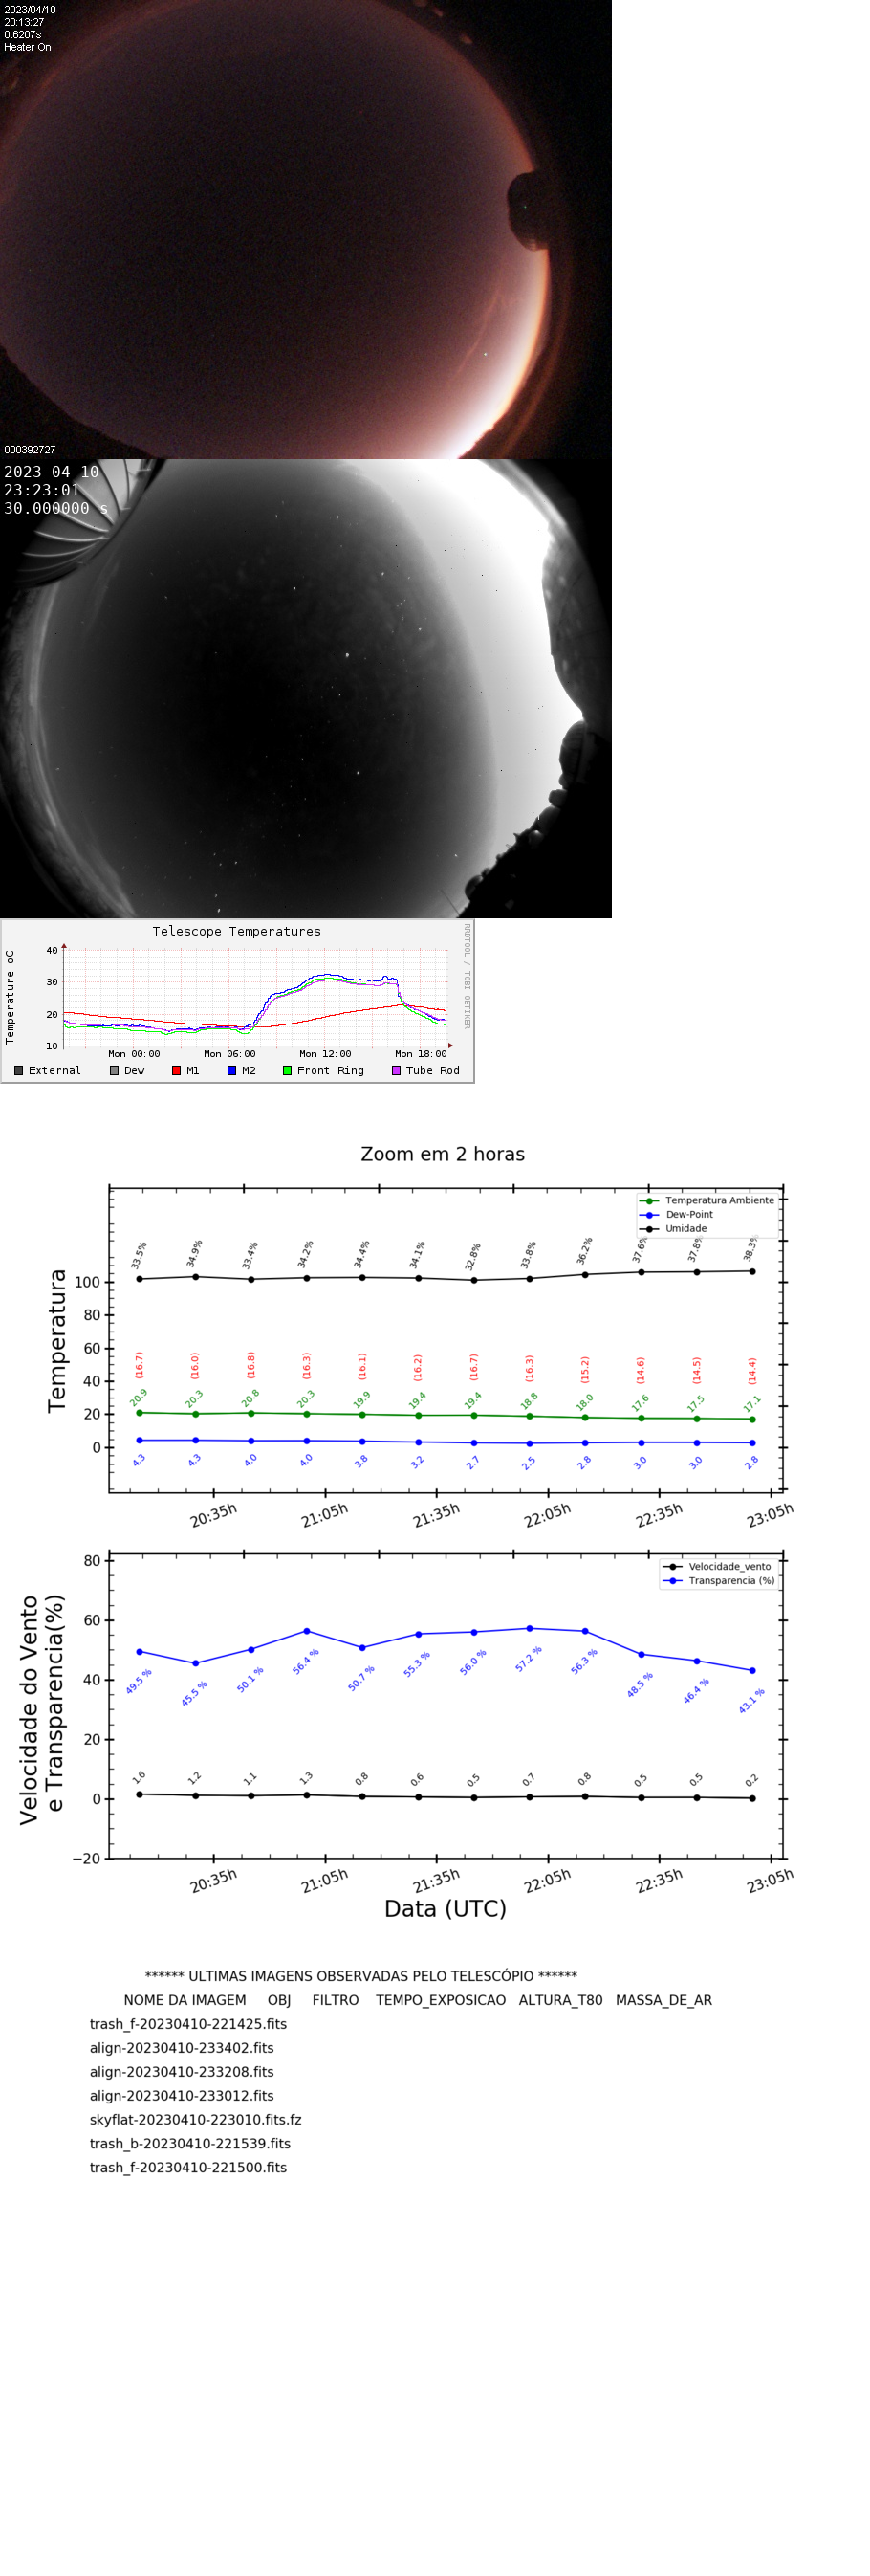 2023/04/10
20:13:27
0.6207s
Heater On
000392727
2023-04-10
23:23:01
30.000000 s
Telescope Temperatures
RRDTOOL / TOBI OETIKER
Temperature oC
40
30
20
10
Mon 00:00 Mon 06:00 Mon 12:00 Mon 18:00
External Dew M1 M2 Front Ring Tube Rod
Zoom em 2 horas
Temperatura Ambiente
Dew-Point
Umidade
33.5% 34.9% 33.4% 34.2% 34.4% 34.1% 32.8% 33.8% 36.2% 37.6% 37.8% 38.3%
Temperatura
100
80
60
40
20
0
(16.7) (16.0) (16.8) (16.3) (16.1) (16.2) (16.7) (16.3) (15.2) (14.6) (14.5) (14.4)
20.9 20.3 20.8 20.3 19.9 19.4 19.4 18.8 18.0 17.6 17.5 17.1
4.3 4.3 4.0 4.0 3.8 3.2 2.7 2.5 2.8 3.0 3.0 2.8
20:35h 21:05h 21:35h 22:05h 22:35h 23:05h
Velocidade do Vento
e Transparencia(%)
80
60
40
20
0
−20
Velocidade_vento
Transparencia (%)
49.5 % 45.5 % 50.1 % 56.4 % 50.7 % 55.3 % 56.0 % 57.2 % 56.3 % 48.5 % 46.4 % 43.1 %
1.6 1.2 1.1 1.3 0.8 0.6 0.5 0.7 0.8 0.5 0.5 0.2
20:35h 21:05h 21:35h 22:05h 22:35h 23:05h
Data (UTC)
****** ULTIMAS IMAGENS OBSERVADAS PELO TELESCÓPIO ******
NOME DA IMAGEM OBJ FILTRO TEMPO_EXPOSICAO ALTURA_T80 MASSA_DE_AR
trash_f-20230410-221425.fits
align-20230410-233402.fits
align-20230410-233208.fits
align-20230410-233012.fits
skyflat-20230410-223010.fits.fz
trash_b-20230410-221539.fits
trash_f-20230410-221500.fits